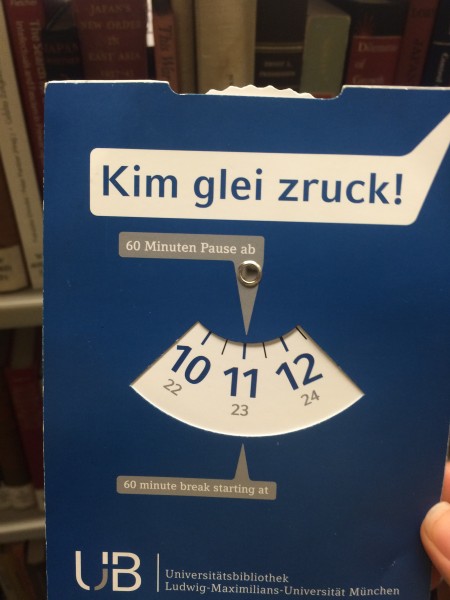 Kim glei zruck!
60 Minuten Pause ab
10 11 12
22 23 24
60 minute break starting at
UB
Universitätsbibliothek
Ludwig-Maximilians-Universität München